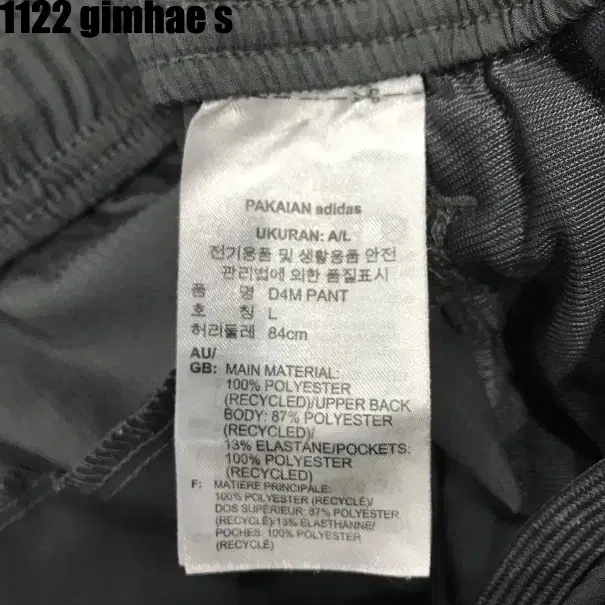 1122 gimhae s
PAKAIAN adidas
UKURAN: A/L
전기용품 및 생활용품 안전
관리법에 의한 품질표시
품 명 D4M PANT
호 칭 L
허리둘레 84cm
AU/
GB: MAIN MATERIAL:
100% POLYESTER
(RECYCLED)/UPPER BACK
BODY: 87% POLYESTER
(RECYCLED)/
13% ELASTANE/POCKETS:
100% POLYESTER
(RECYCLED)
F: MATIERE PRINCIPALE:
100% POLYESTER (RECYCLÉ)/
DOS SUPERIEUR: 87% POLYESTER
(RECYCLÉ)/13% ELASTHANNE/
POCHES: 100% POLYESTER
(RECYCLÉ)